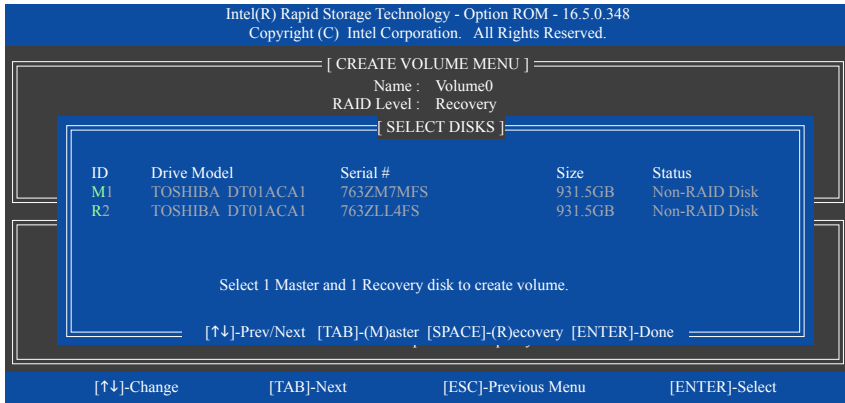 Intel(R) Rapid Storage Technology - Option ROM - 16.5.0.348
Copyright (C) Intel Corporation. All Rights Reserved.
[ CREATE VOLUME MENU ]
Name : Volume0
RAID Level : Recovery
[ SELECT DISKS ]
ID Drive Model Serial # Size Status
M1 TOSHIBA DT01ACA1 763ZM7MFS 931.5GB Non-RAID Disk
R2 TOSHIBA DT01ACA1 763ZLL4FS 931.5GB Non-RAID Disk
Select 1 Master and 1 Recovery disk to create volume.
[↑↓]-Prev/Next [TAB]-(M)aster [SPACE]-(R)ecovery [ENTER]-Done
[↑↓]-Change [TAB]-Next [ESC]-Previous Menu [ENTER]-Select